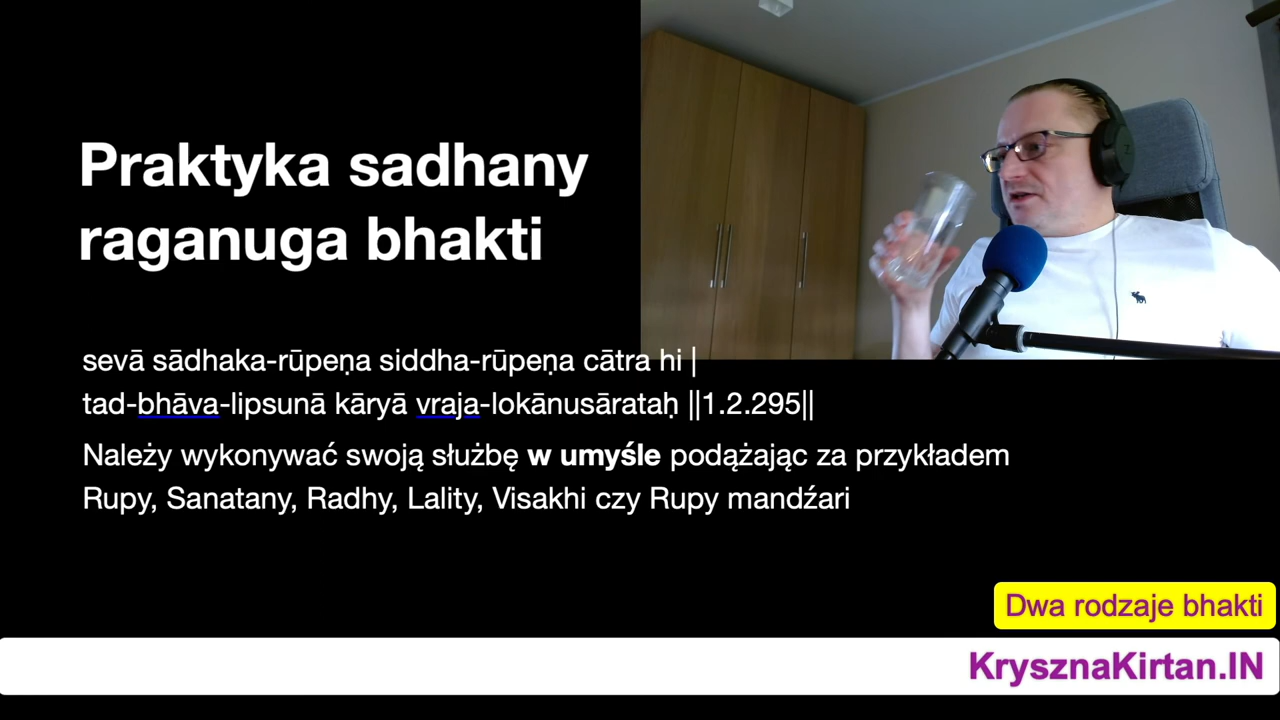 Praktyka sadhany
raganuga bhakti
sevā sādhaka-rūpeṇa siddha-rūpeṇa cātra hi |
tad-bhāva-lipsunā kāryā vraja-lokānusārataḥ ||1.2.295||
Należy wykonywać swoją służbę w umyśle podążając za przykładem
Rupy, Sanatany, Radhy, Lality, Visakhi czy Rupy mandźari
Dwa rodzaje bhakti
KrysznaKirtan.IN